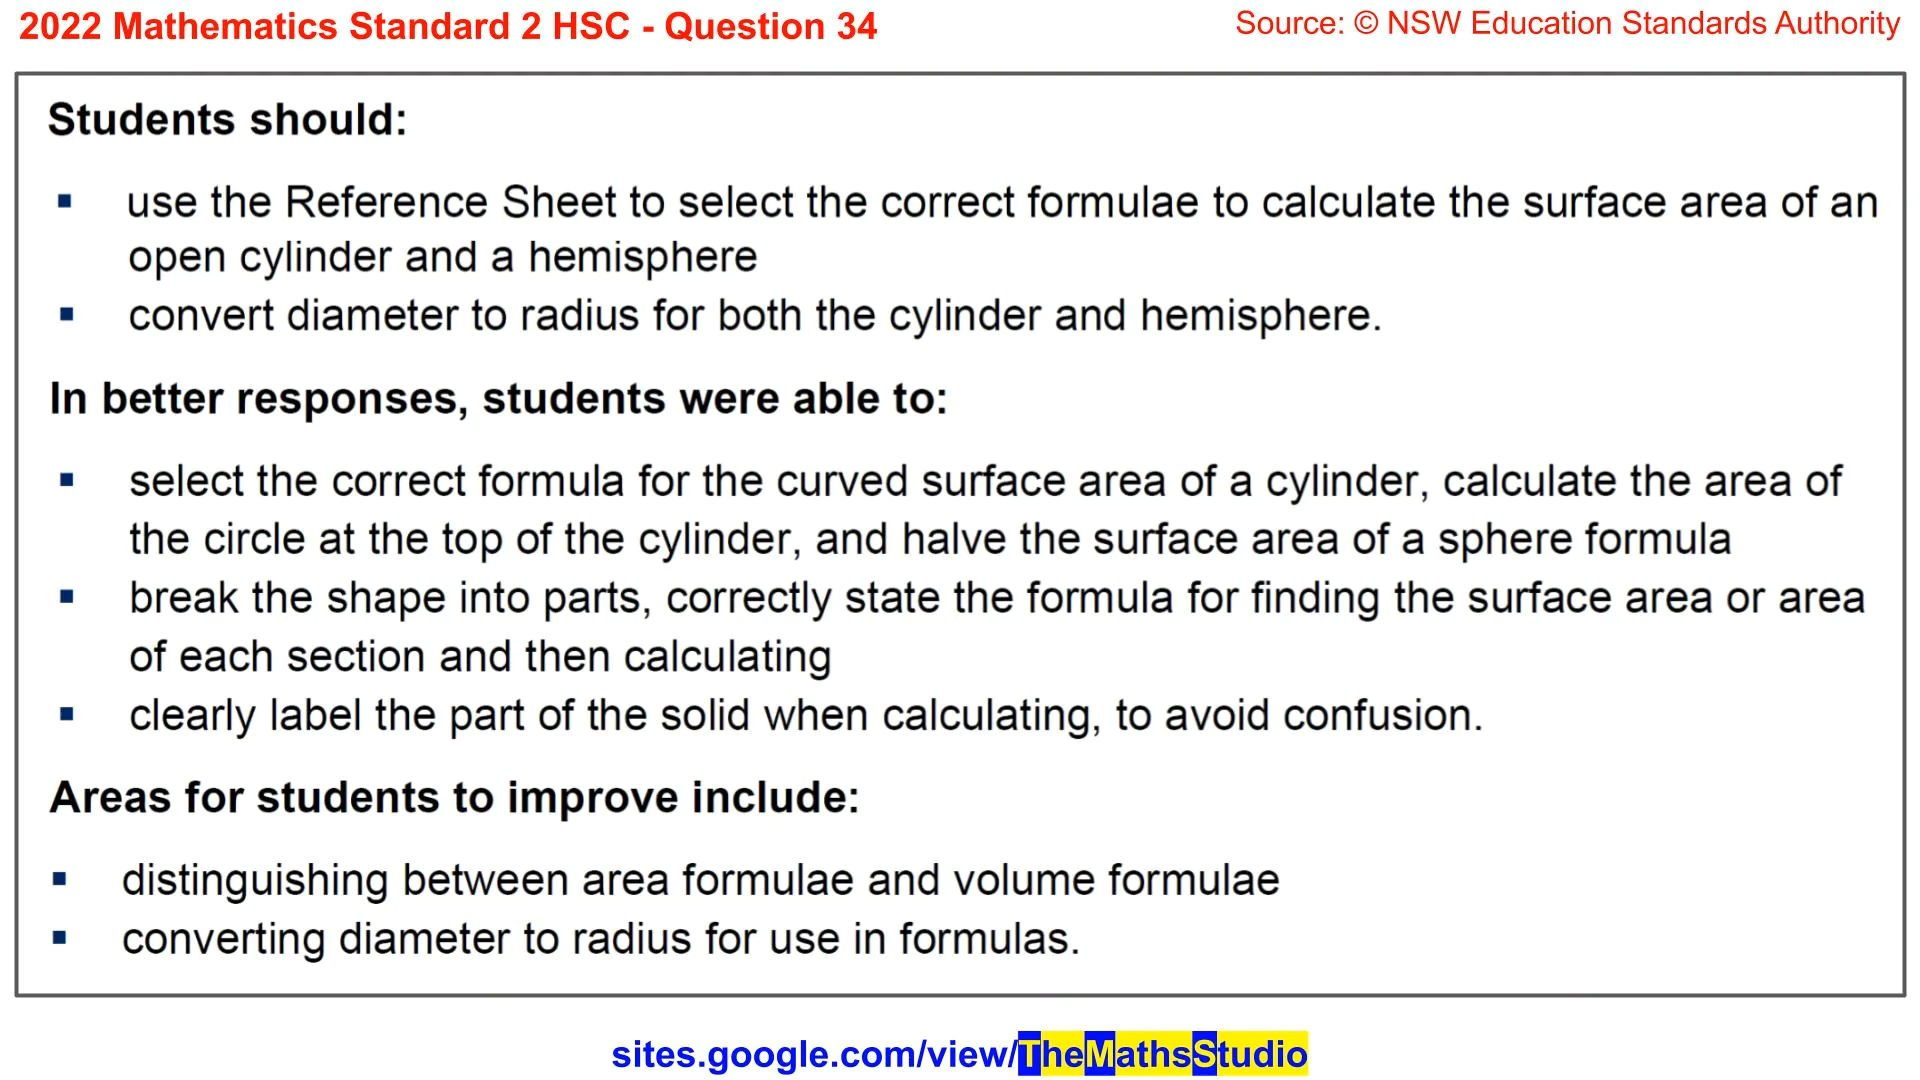 2022 Mathematics Standard 2 HSC - Question 34
Source: © NSW Education Standards Authority
Students should:
▪ use the Reference Sheet to select the correct formulae to calculate the surface area of an
open cylinder and a hemisphere
▪ convert diameter to radius for both the cylinder and hemisphere.
In better responses, students were able to:
▪ select the correct formula for the curved surface area of a cylinder, calculate the area of
the circle at the top of the cylinder, and halve the surface area of a sphere formula
▪ break the shape into parts, correctly state the formula for finding the surface area or area
of each section and then calculating
▪ clearly label the part of the solid when calculating, to avoid confusion.
Areas for students to improve include:
▪ distinguishing between area formulae and volume formulae
▪ converting diameter to radius for use in formulas.
sites.google.com/view/TheMathsStudio